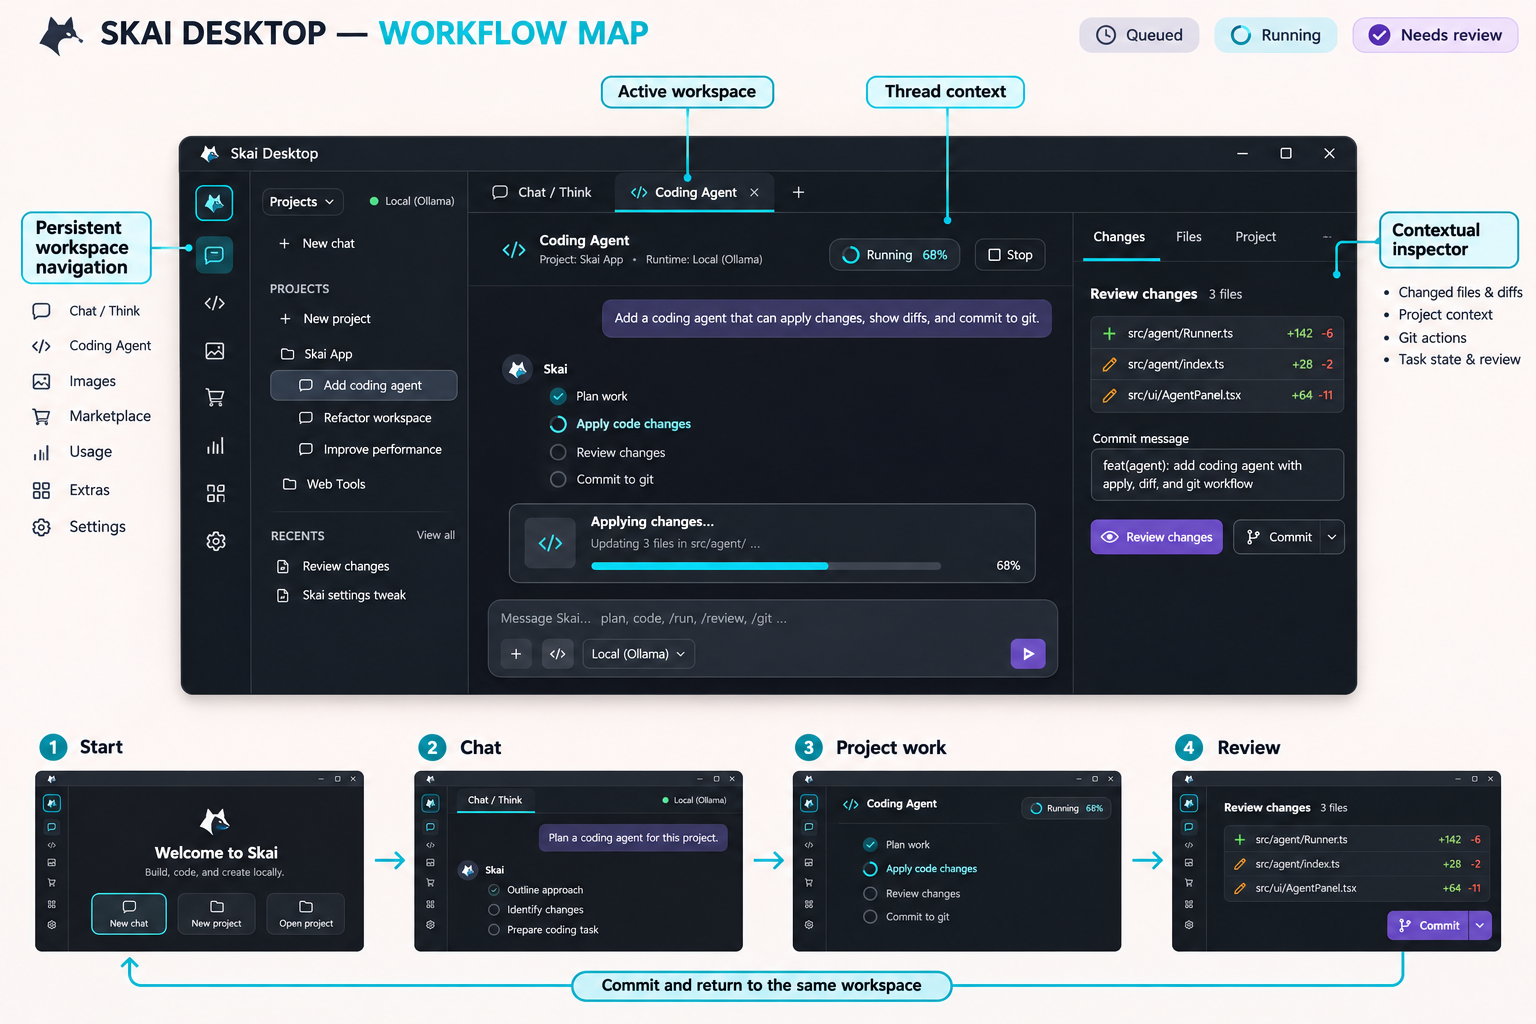 SKAI DESKTOP — WORKFLOW MAP
Queued
Running
Needs review
Active workspace
Thread context
Skai Desktop
Persistent
workspace
navigation
Chat / Think
Coding Agent
Images
Marketplace
Usage
Extras
Settings
Projects
Local (Ollama)
+ New chat
PROJECTS
+ New project
Skai App
Add coding agent
Refactor workspace
Improve performance
Web Tools
RECENTS
View all
Review changes
Skai settings tweak
Chat / Think
</> Coding Agent × +
</> Coding Agent
Project: Skai App • Runtime: Local (Ollama)
Running 68%
Stop
Add a coding agent that can apply changes, show diffs, and commit to git.
Skai
Plan work
Apply code changes
Review changes
Commit to git
Applying changes...
Updating 3 files in src/agent/ ...
68%
Message Skai... plan, code, /run, /review, /git ...
+ </> Local (Ollama)
Changes
Files
Project
Review changes 3 files
src/agent/Runner.ts +142 -6
src/agent/index.ts +28 -2
src/ui/AgentPanel.tsx +64 -11
Commit message
feat(agent): add coding agent with
apply, diff, and git workflow
Review changes
Commit
Contextual
inspector
• Changed files & diffs
• Project context
• Git actions
• Task state & review
1 Start
Welcome to Skai
Build, code, and create locally.
New chat
New project
Open project
2 Chat
Chat / Think
Local (Ollama)
Plan a coding agent for this project.
Skai
Outline approach
Identify changes
Prepare coding task
3 Project work
</> Coding Agent
Running 68%
Plan work
Apply code changes
Review changes
Commit to git
4 Review
Review changes 3 files
src/agent/Runner.ts +142 -6
src/agent/index.ts +28 -2
src/ui/AgentPanel.tsx +64 -11
Commit
Commit and return to the same workspace